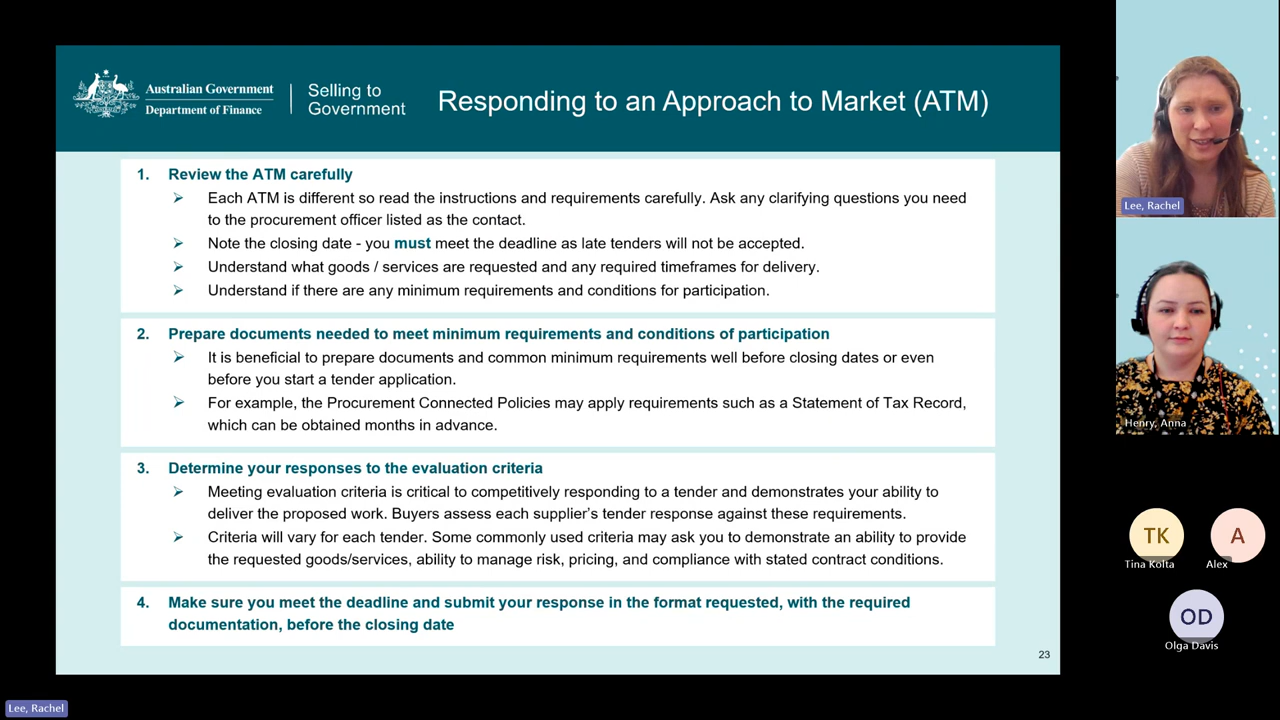 Australian Government
Department of Finance
Selling to
Government
Responding to an Approach to Market (ATM)
1. Review the ATM carefully
➢ Each ATM is different so read the instructions and requirements carefully. Ask any clarifying questions you need
to the procurement officer listed as the contact.
➢ Note the closing date - you must meet the deadline as late tenders will not be accepted.
➢ Understand what goods / services are requested and any required timeframes for delivery.
➢ Understand if there are any minimum requirements and conditions for participation.
2. Prepare documents needed to meet minimum requirements and conditions of participation
➢ It is beneficial to prepare documents and common minimum requirements well before closing dates or even
before you start a tender application.
➢ For example, the Procurement Connected Policies may apply requirements such as a Statement of Tax Record,
which can be obtained months in advance.
3. Determine your responses to the evaluation criteria
➢ Meeting evaluation criteria is critical to competitively responding to a tender and demonstrates your ability to
deliver the proposed work. Buyers assess each supplier's tender response against these requirements.
➢ Criteria will vary for each tender. Some commonly used criteria may ask you to demonstrate an ability to provide
the requested goods/services, ability to manage risk, pricing, and compliance with stated contract conditions.
4. Make sure you meet the deadline and submit your response in the format requested, with the required
documentation, before the closing date
23
Lee, Rachel
Henry, Anna
TK
Tina Kolta
A
Alex
OD
Olga Davis
Lee, Rachel